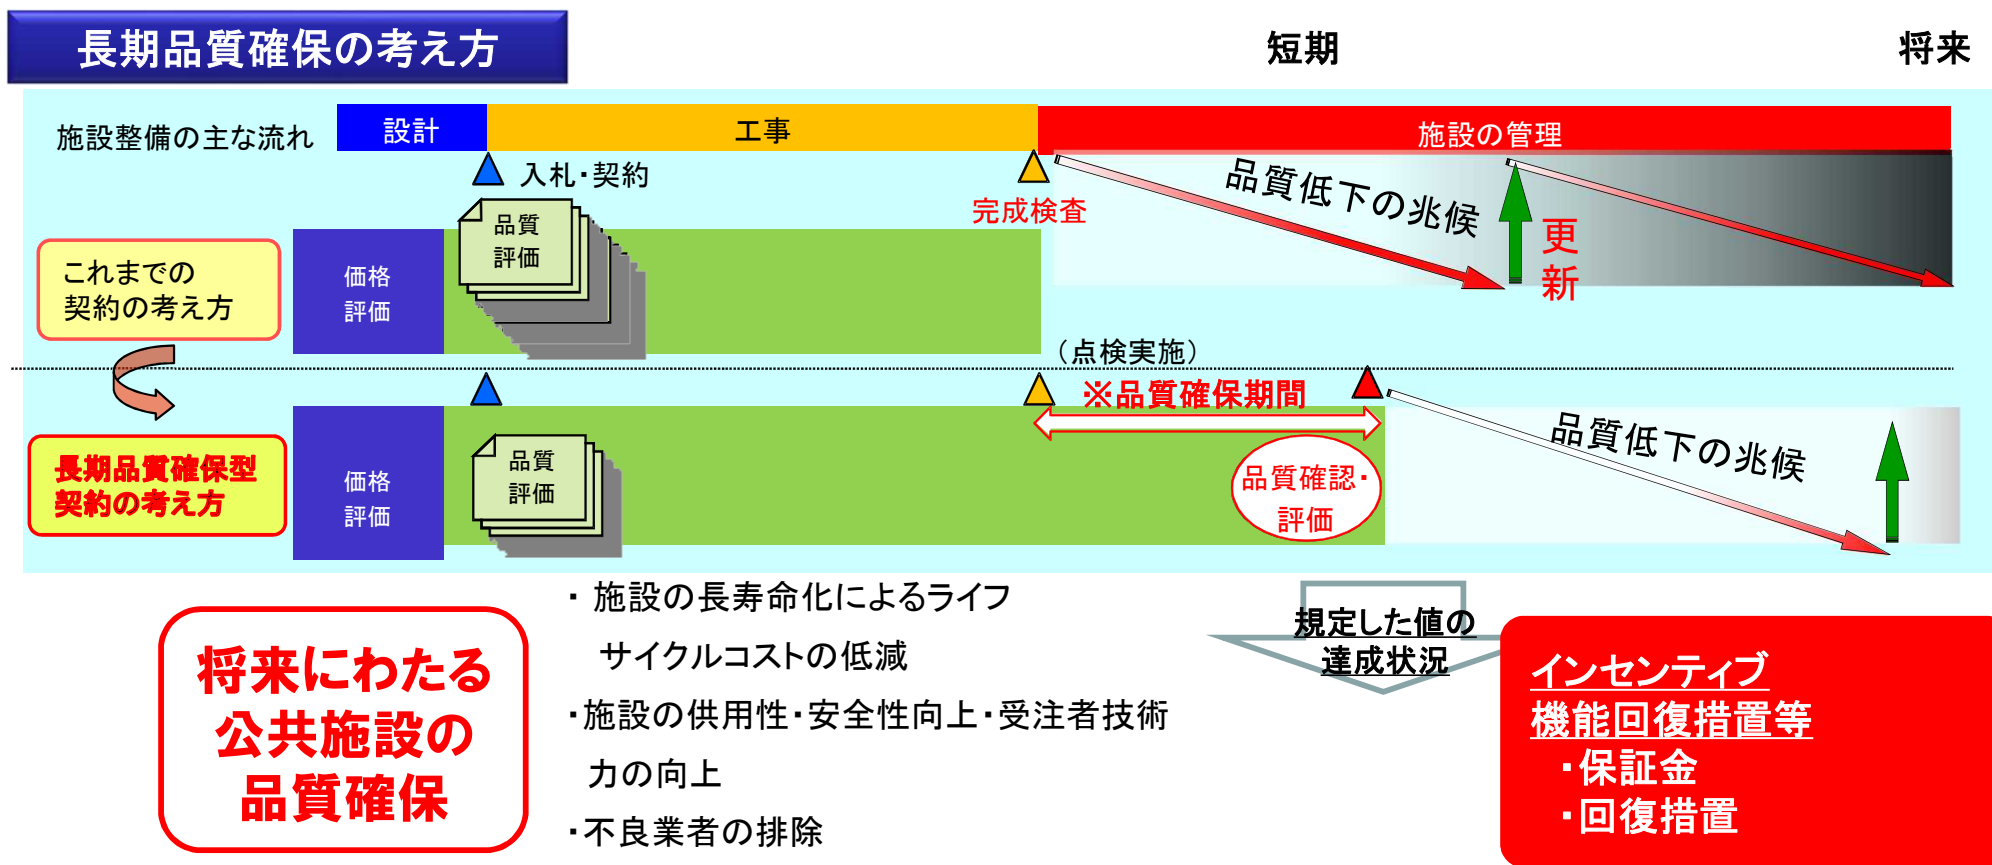 長期品質確保の考え方
短期
将来
施設整備の主な流れ
設計
工事
施設の管理
入札・契約
完成検査
品質低下の兆候
更
新
これまでの
契約の考え方
価格
評価
品質
評価
（点検実施）
※品質確保期間
長期品質確保型
契約の考え方
価格
評価
品質
評価
品質確認・
評価
品質低下の兆候
将来にわたる
公共施設の
品質確保
・ 施設の長寿命化によるライフ
サイクルコストの低減
・施設の供用性・安全性向上・受注者技術
力の向上
・不良業者の排除
規定した値の
達成状況
インセンティブ
機能回復措置等
・保証金
・回復措置